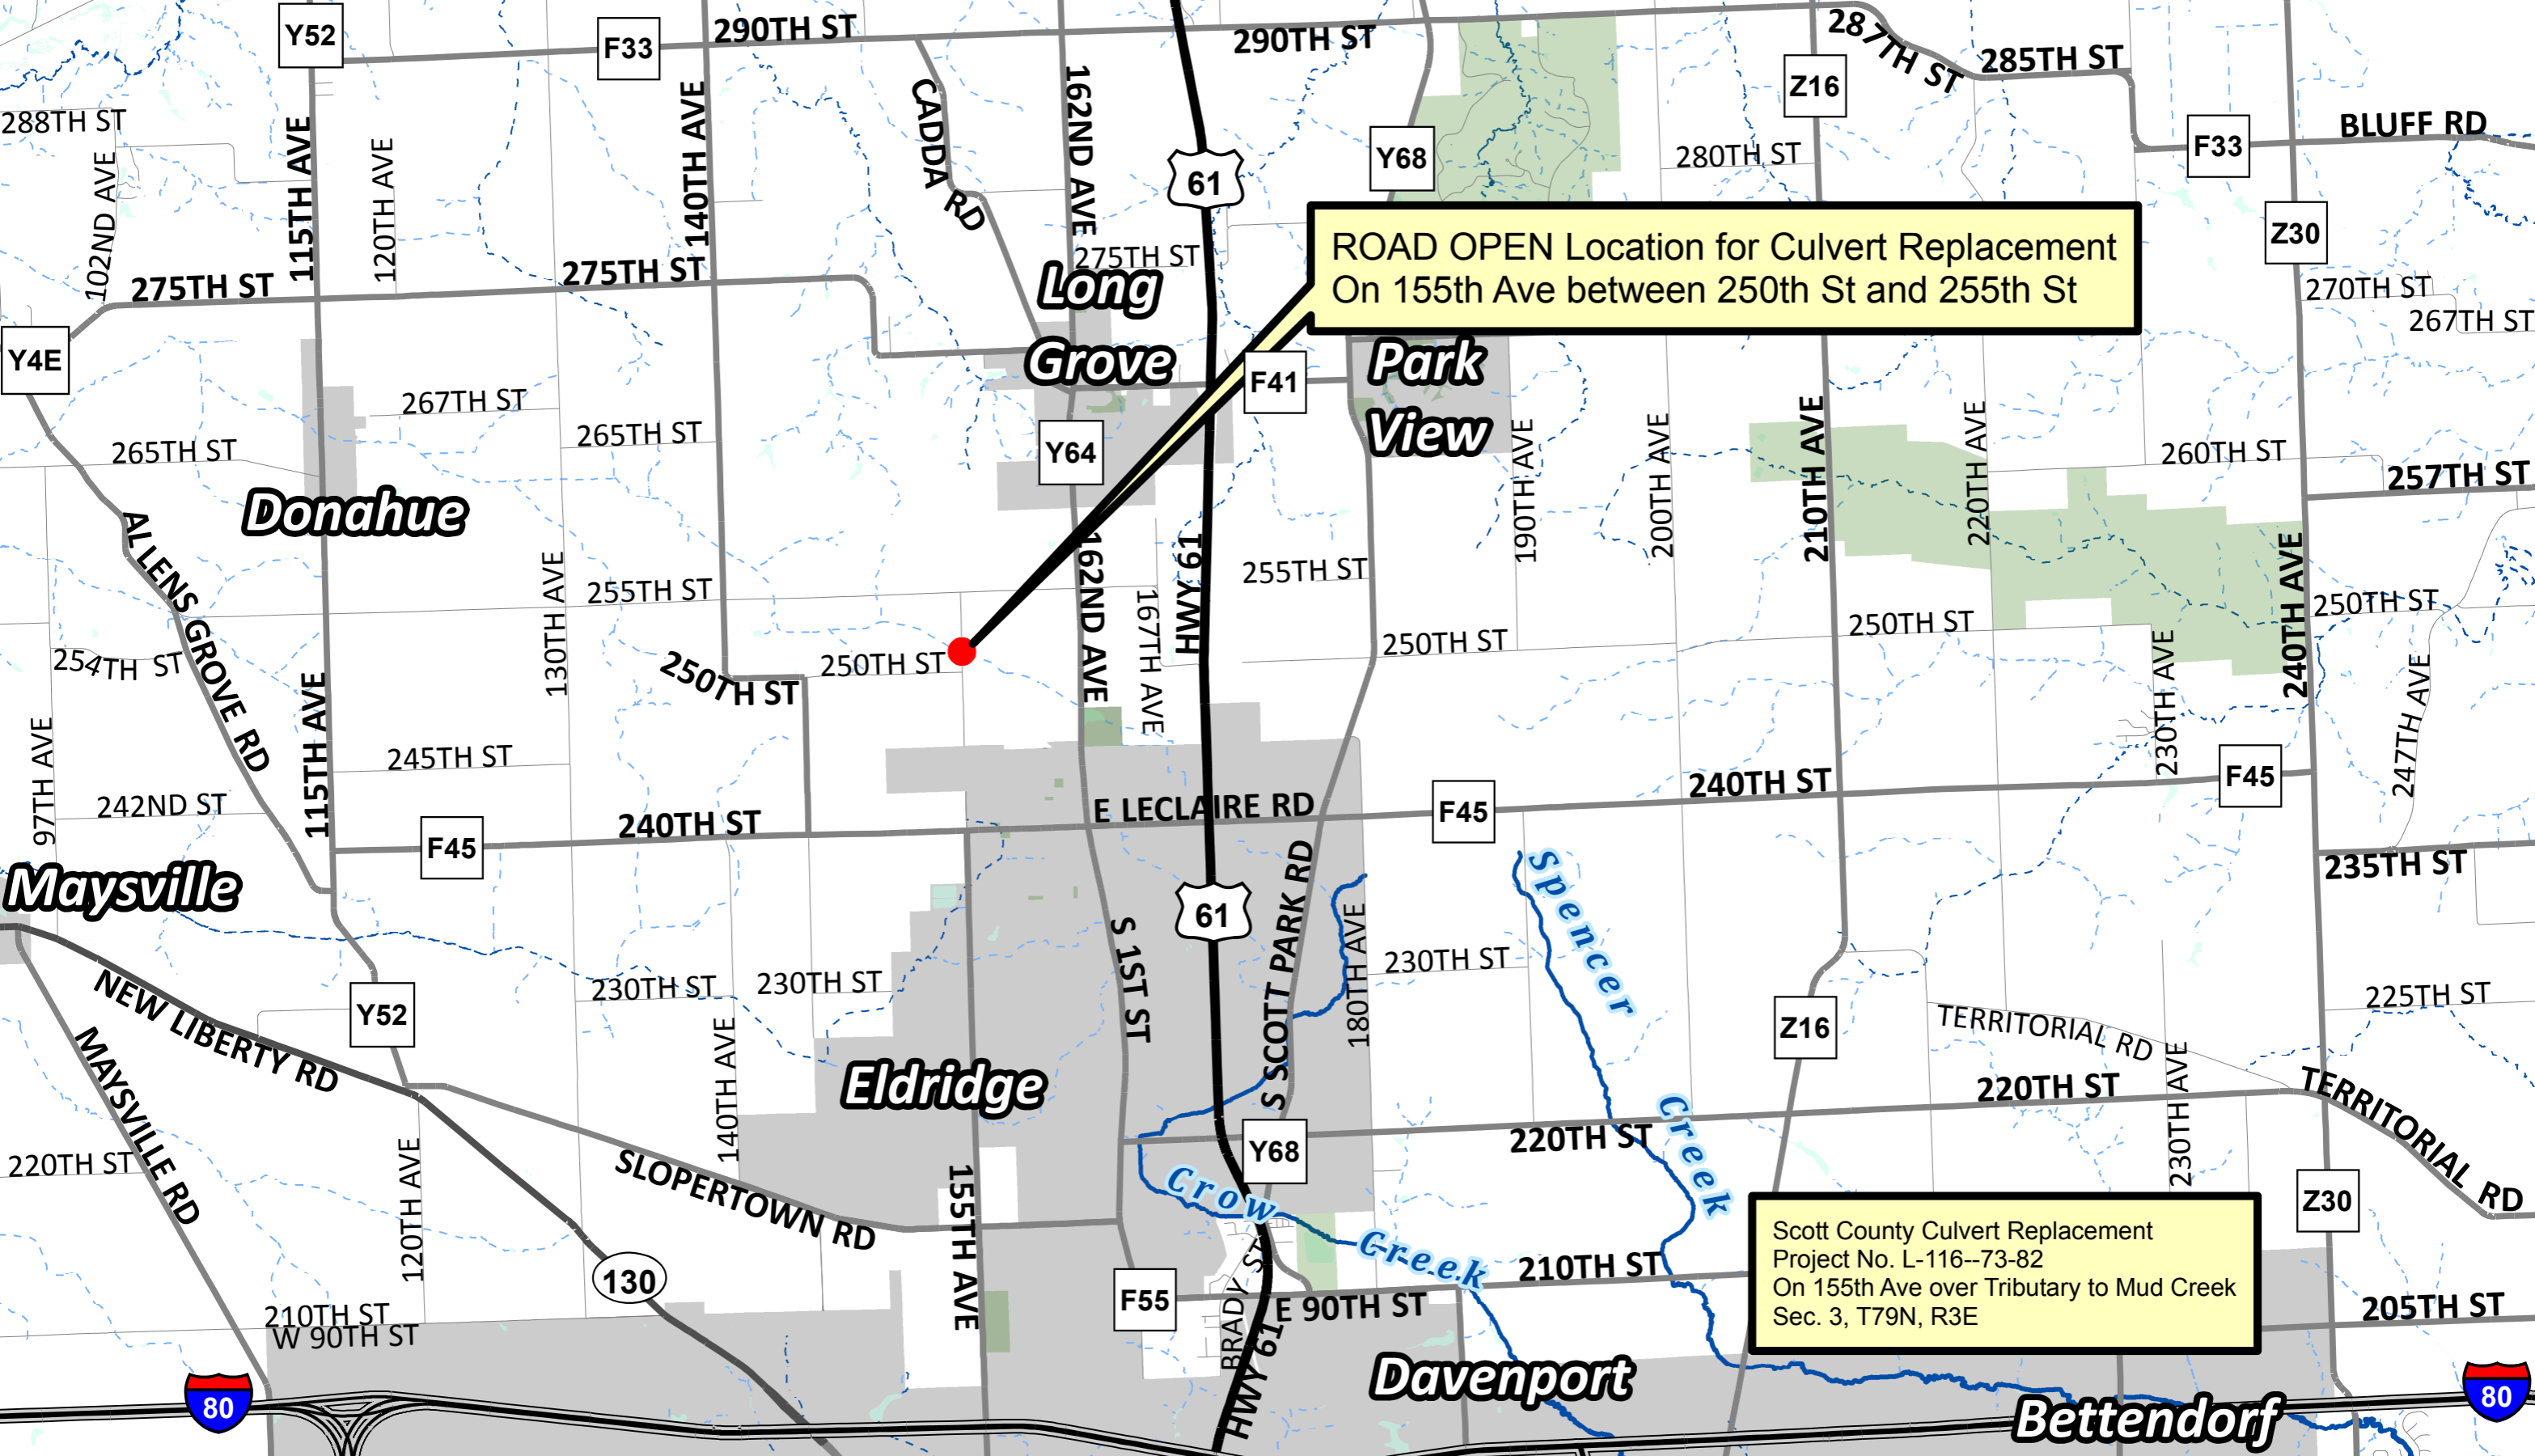 Y52
F33
290TH ST
290TH ST
287TH ST
285TH ST
Z16
288TH ST
115TH AVE
120TH AVE
140TH AVE
CADDA RD
162ND AVE
61
Y68
280TH ST
F33
BLUFF RD
102ND AVE
Z30
ROAD OPEN Location for Culvert Replacement
On 155th Ave between 250th St and 255th St
275TH ST
275TH ST
275TH ST
Long
Grove
270TH ST
267TH ST
Y4E
F41
Park
View
267TH ST
265TH ST
265TH ST
Y64
190TH AVE
200TH AVE
210TH AVE
220TH AVE
260TH ST
257TH ST
Donahue
ALLENS GROVE RD
130TH AVE
255TH ST
162ND AVE
167TH AVE
HWY 61
255TH ST
240TH AVE
250TH ST
254TH ST
250TH ST
250TH ST
250TH ST
250TH ST
230TH AVE
247TH AVE
97TH AVE
115TH AVE
245TH ST
242ND ST
240TH ST
F45
E LECLAIRE RD
F45
240TH ST
F45
235TH ST
Maysville
61
S SCOTT PARK RD
180TH AVE
Spencer
Creek
S 1ST ST
230TH ST
230TH ST
230TH ST
225TH ST
NEW LIBERTY RD
MAYSVILLE RD
Y52
140TH AVE
Eldridge
Z16
TERRITORIAL RD
230TH AVE
220TH ST
TERRITORIAL RD
220TH ST
120TH AVE
SLOPERTOWN RD
155TH AVE
Y68
220TH ST
Crow
Creek
Z30
Scott County Culvert Replacement
Project No. L-116--73-82
On 155th Ave over Tributary to Mud Creek
Sec. 3, T79N, R3E
130
F55
BRADY ST
210TH ST
E 90TH ST
HWY 61
205TH ST
210TH ST
W 90TH ST
80
Davenport
Bettendorf
80